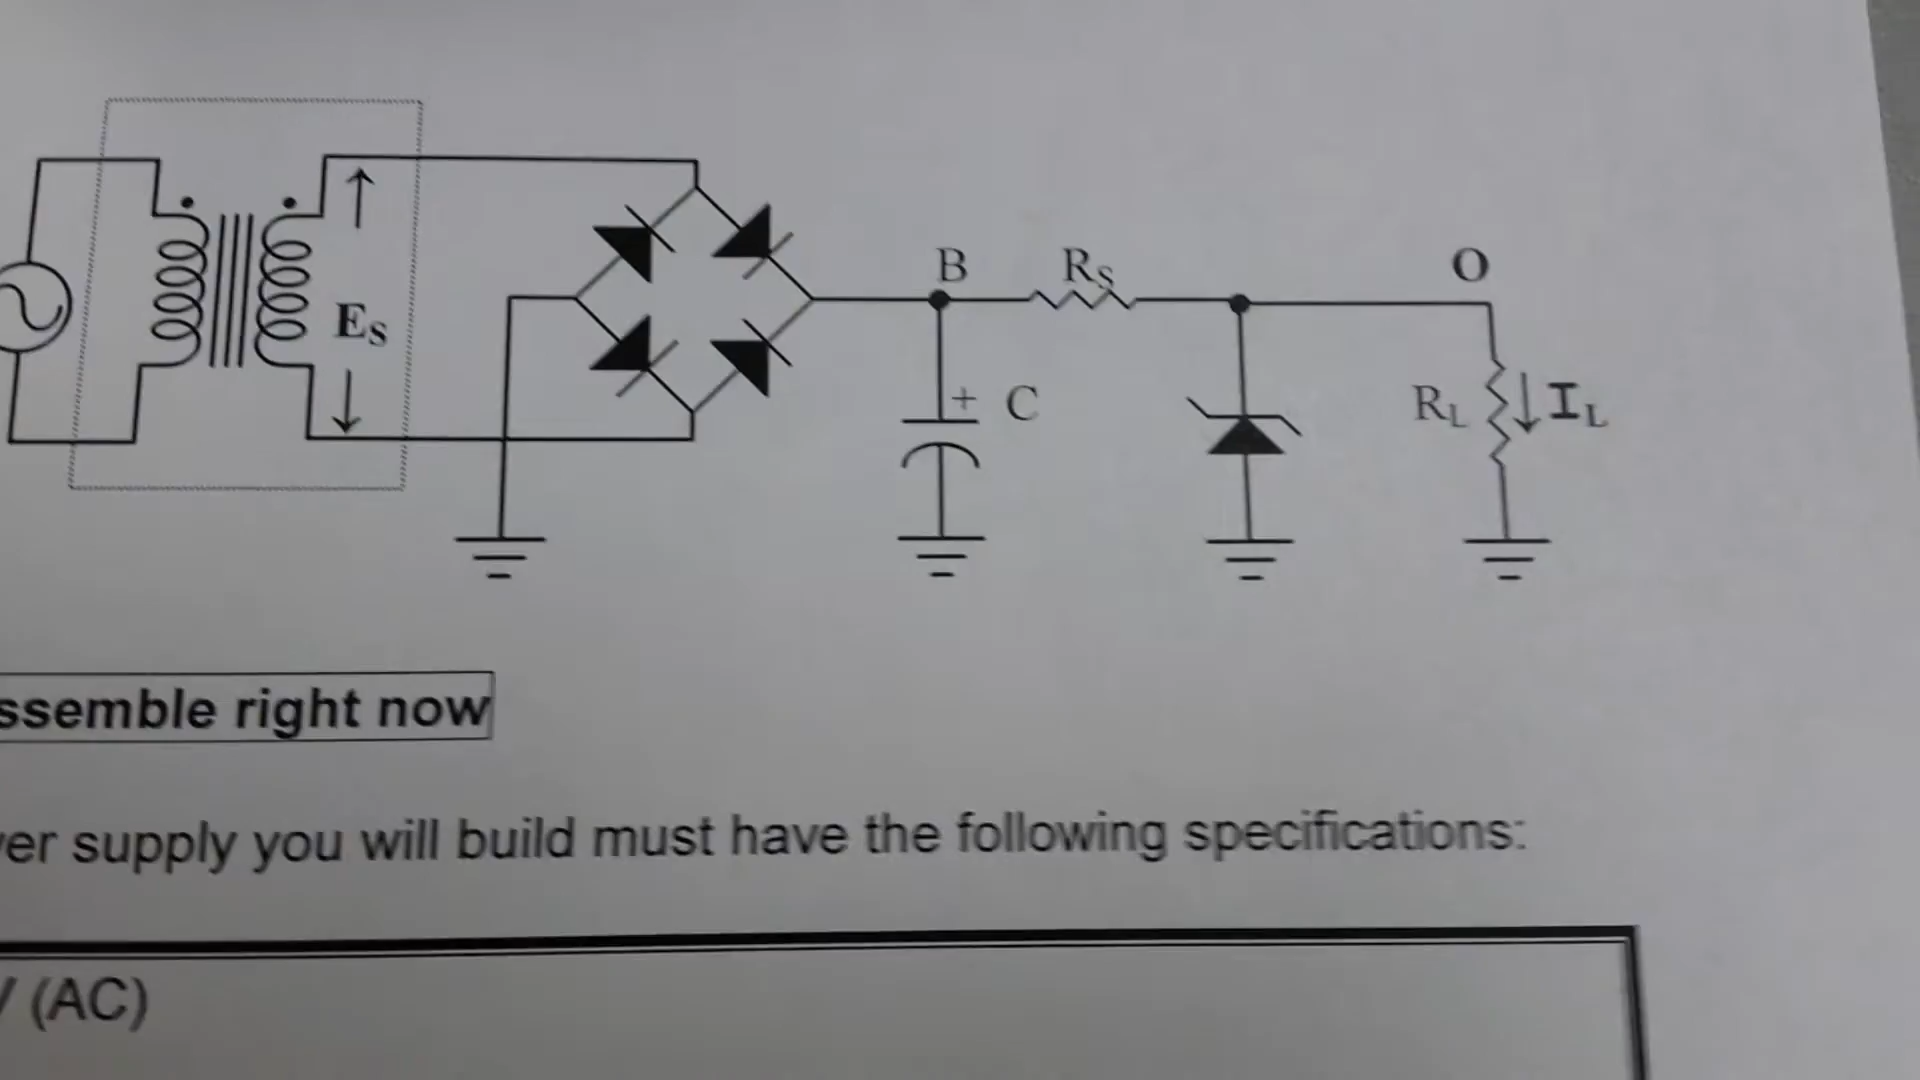 B Rs O
Es
+ C
RL IL
ssemble right now
er supply you will build must have the following specifications:
(AC)